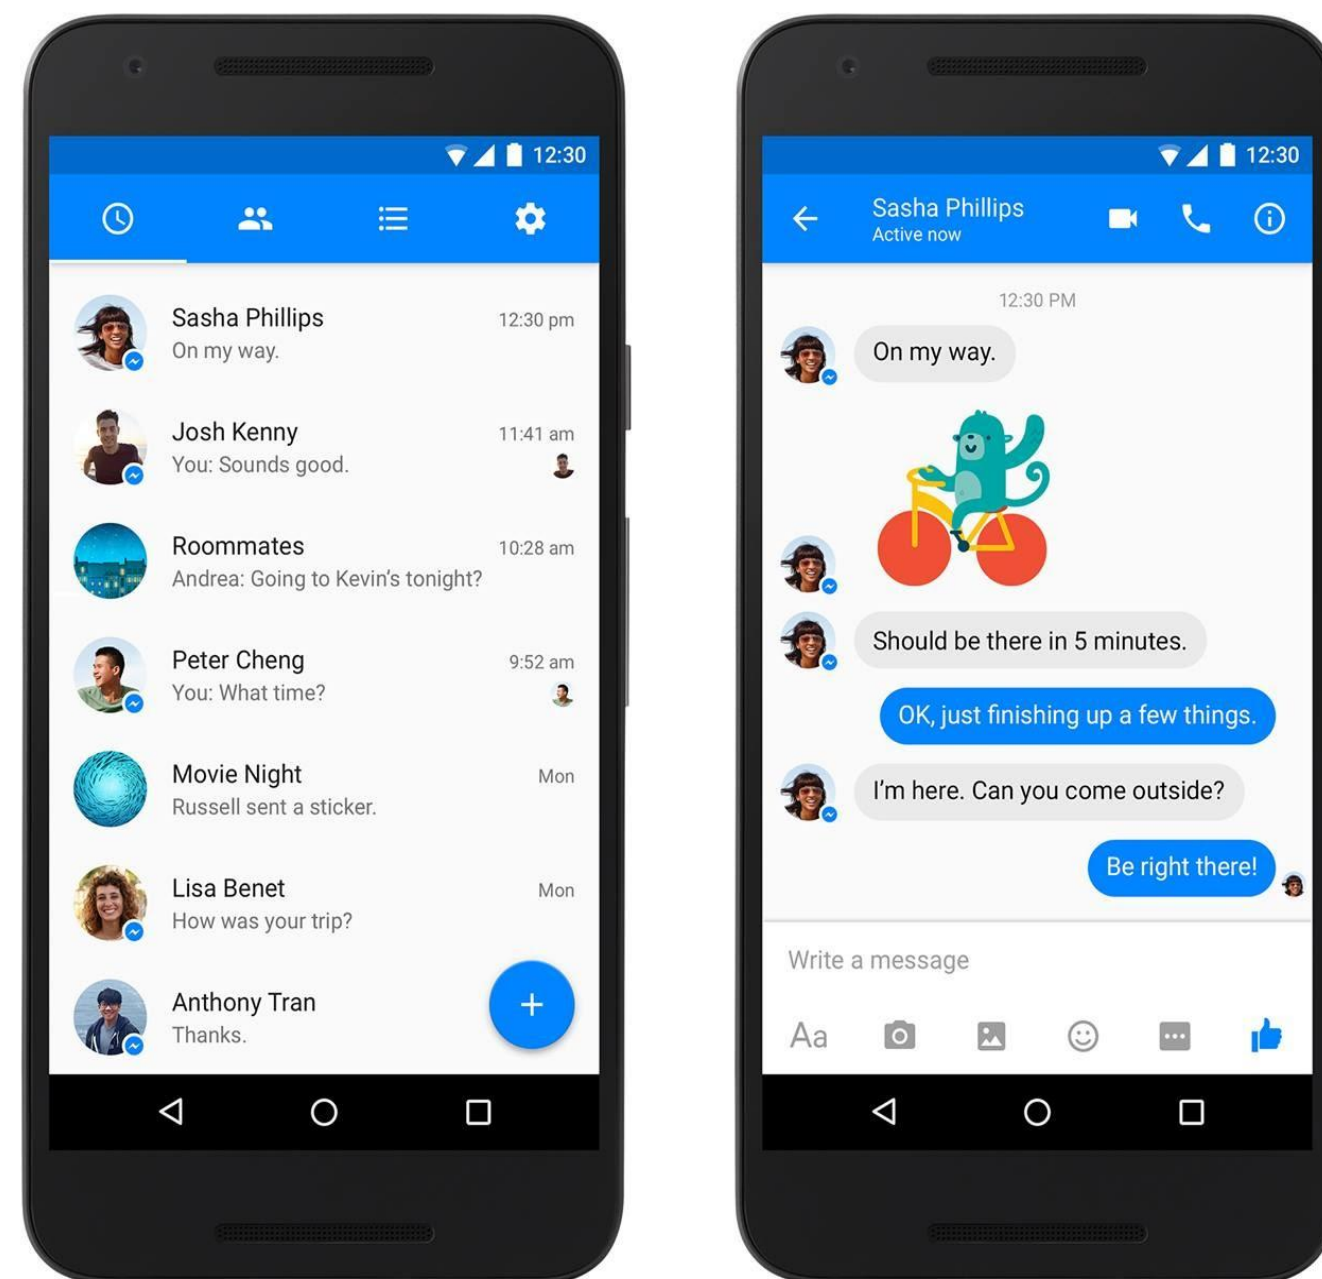 12:30
Sasha Phillips
12:30 pm
On my way.
Josh Kenny
11:41 am
You: Sounds good.
Roommates
10:28 am
Andrea: Going to Kevin's tonight?
Peter Cheng
9:52 am
You: What time?
Movie Night
Mon
Russell sent a sticker.
Lisa Benet
Mon
How was your trip?
Anthony Tran
Thanks.
12:30
Sasha Phillips
Active now
12:30 PM
On my way.
Should be there in 5 minutes.
OK, just finishing up a few things.
I'm here. Can you come outside?
Be right there!
Write a message
Aa